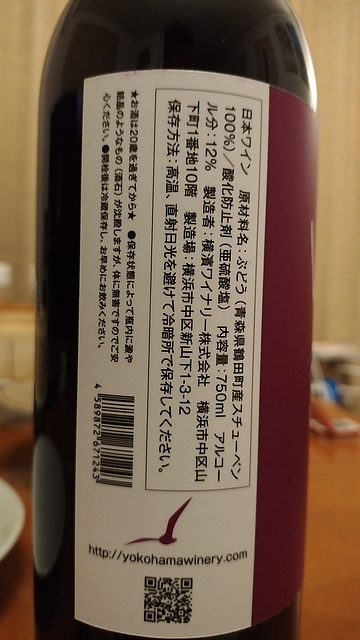 日本ワイン　原材料名：ぶどう（青森県鶴田町産スチューベン
100%）／酸化防止剤（亜硫酸塩）　内容量：750ml　アルコー
ル分：12%　製造者：横濱ワイナリー株式会社　横浜市中区山
下町1番地10階　製造場：横浜市中区新山下1-3-12
保存方法：高温、直射日光を避けて冷暗所で保存してください。
★お酒は20歳を過ぎてから★　●保存状態によって瓶内に澱や
結晶のようなもの（酒石）が沈殿しますが、体に無害ですのでご安
心ください。●開栓後は冷蔵保存し、お早めにお飲みください。
4 589872 671243
http://yokohamawinery.com